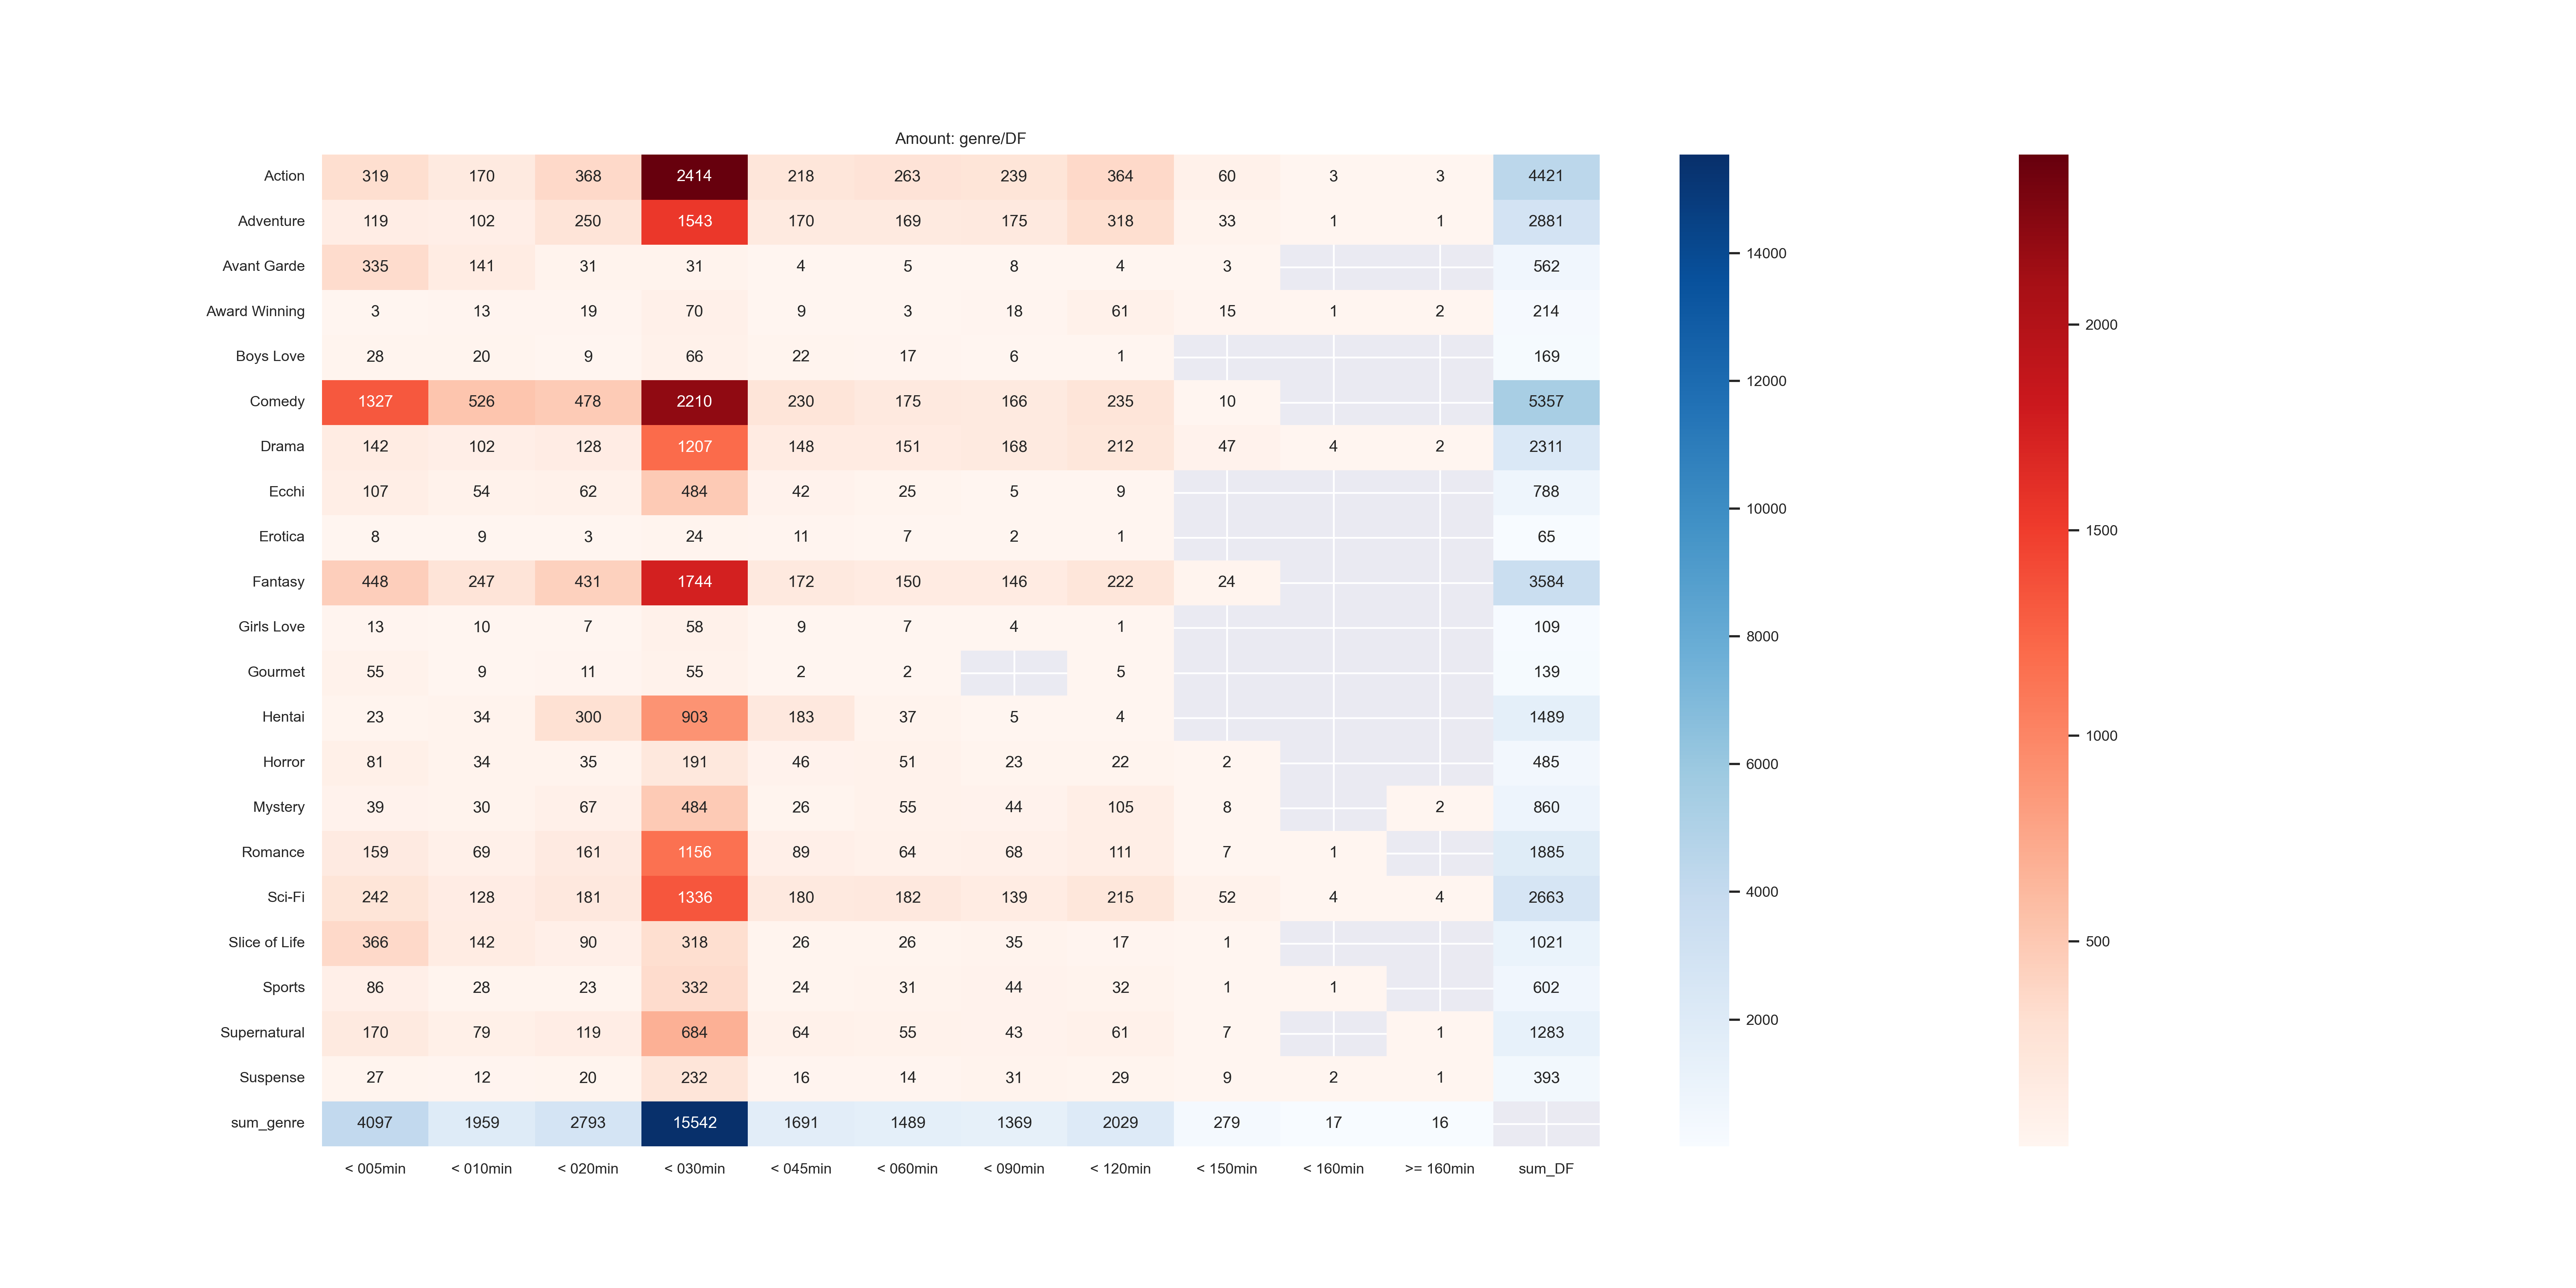 Amount: genre/DF
Action 319 170 368 2414 218 263 239 364 60 3 3 4421
Adventure 119 102 250 1543 170 169 175 318 33 1 1 2881
Avant Garde 335 141 31 31 4 5 8 4 3 562
Award Winning 3 13 19 70 9 3 18 61 15 1 2 214
Boys Love 28 20 9 66 22 17 6 1 169
Comedy 1327 526 478 2210 230 175 166 235 10 5357
Drama 142 102 128 1207 148 151 168 212 47 4 2 2311
Ecchi 107 54 62 484 42 25 5 9 788
Erotica 8 9 3 24 11 7 2 1 65
Fantasy 448 247 431 1744 172 150 146 222 24 3584
Girls Love 13 10 7 58 9 7 4 1 109
Gourmet 55 9 11 55 2 2 5 139
Hentai 23 34 300 903 183 37 5 4 1489
Horror 81 34 35 191 46 51 23 22 2 485
Mystery 39 30 67 484 26 55 44 105 8 2 860
Romance 159 69 161 1156 89 64 68 111 7 1 1885
Sci-Fi 242 128 181 1336 180 182 139 215 52 4 4 2663
Slice of Life 366 142 90 318 26 26 35 17 1 1021
Sports 86 28 23 332 24 31 44 32 1 1 602
Supernatural 170 79 119 684 64 55 43 61 7 1 1283
Suspense 27 12 20 232 16 14 31 29 9 2 1 393
sum_genre 4097 1959 2793 15542 1691 1489 1369 2029 279 17 16
< 005min < 010min < 020min < 030min < 045min < 060min < 090min < 120min < 150min < 160min >= 160min sum_DF
14000
12000
10000
8000
6000
4000
2000
2000
1500
1000
500